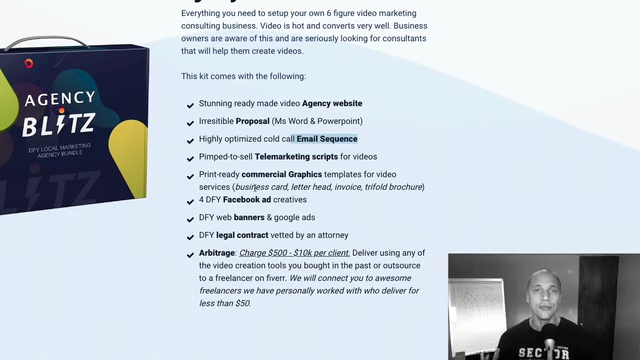 Everything you need to setup your own 6 figure video marketing
consulting business. Video is hot and converts very well. Business
owners are aware of this and are seriously looking for consultants
that will help them create videos.
This kit comes with the following:
Stunning ready made video Agency website
Irresitible Proposal (Ms Word & Powerpoint)
Highly optimized cold call Email Sequence
Pimped-to-sell Telemarketing scripts for videos
Print-ready commercial Graphics templates for video
services (business card, letter head, invoice, trifold brochure)
4 DFY Facebook ad creatives
DFY web banners & google ads
DFY legal contract vetted by an attorney
Arbitrage: Charge $500 - $10k per client. Deliver using any of
the video creation tools you bought in the past or outsource
to a freelancer on fiverr. We will connect you to awesome
freelancers we have personally worked with who deliver for
less than $50.
AGENCY
BLITZ
DFY LOCAL MARKETING
AGENCY BUNDLE
BLITZ
SECTOR